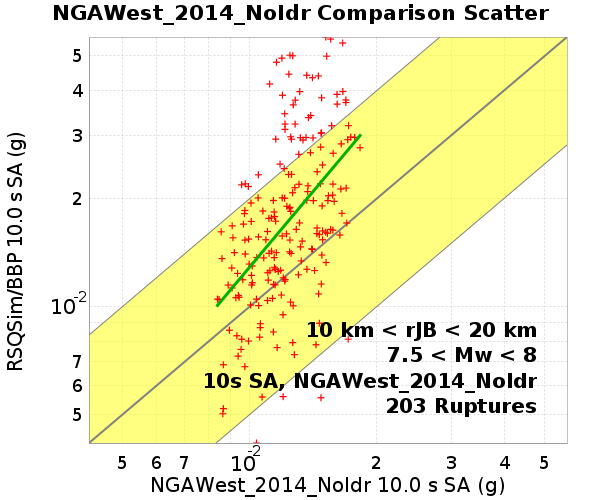 NGAWest_2014_NoIdr Comparison Scatter
RSQSim/BBP 10.0 s SA (g)
5
4
3
2
10⁻²
7
6
5
10 km < rJB < 20 km
7.5 < Mw < 8
10s SA, NGAWest_2014_NoIdr
203 Ruptures
5 6 7 10⁻² 2 3 4 5
NGAWest_2014_NoIdr 10.0 s SA (g)